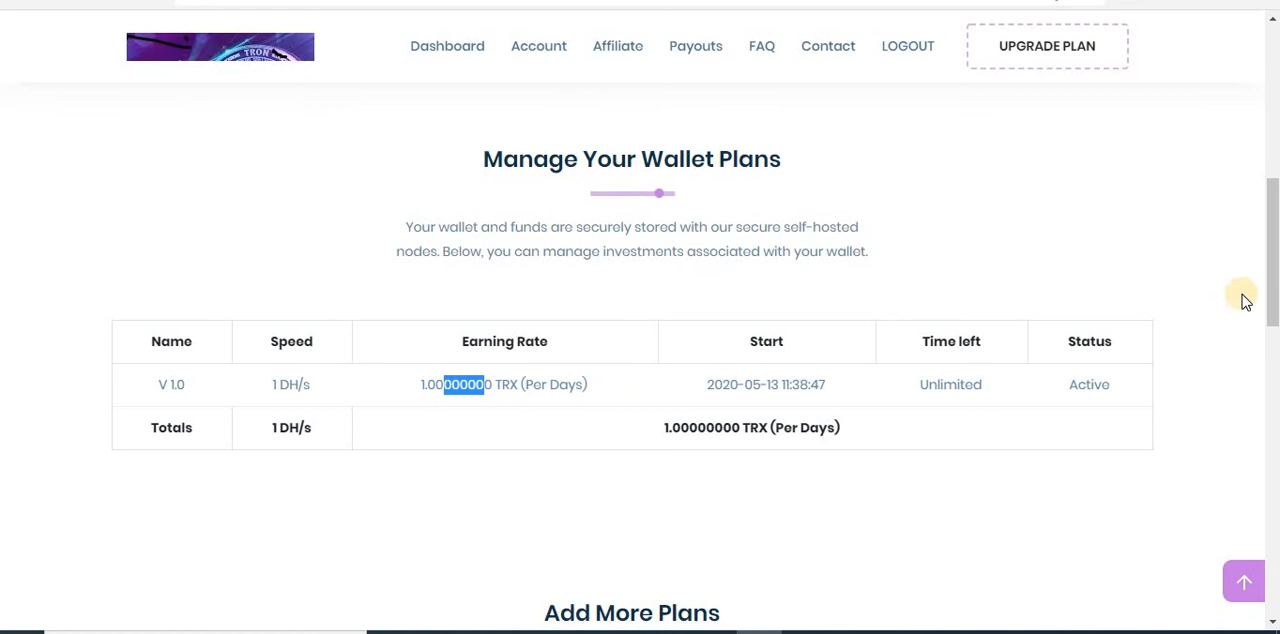 TRON
Dashboard Account Affiliate Payouts FAQ Contact LOGOUT UPGRADE PLAN
Manage Your Wallet Plans
Your wallet and funds are securely stored with our secure self-hosted
nodes. Below, you can manage investments associated with your wallet.
Name Speed Earning Rate Start Time left Status
V 1.0 1 DH/s 1.00000000 TRX (Per Days) 2020-05-13 11:38:47 Unlimited Active
Totals 1 DH/s 1.00000000 TRX (Per Days)
Add More Plans